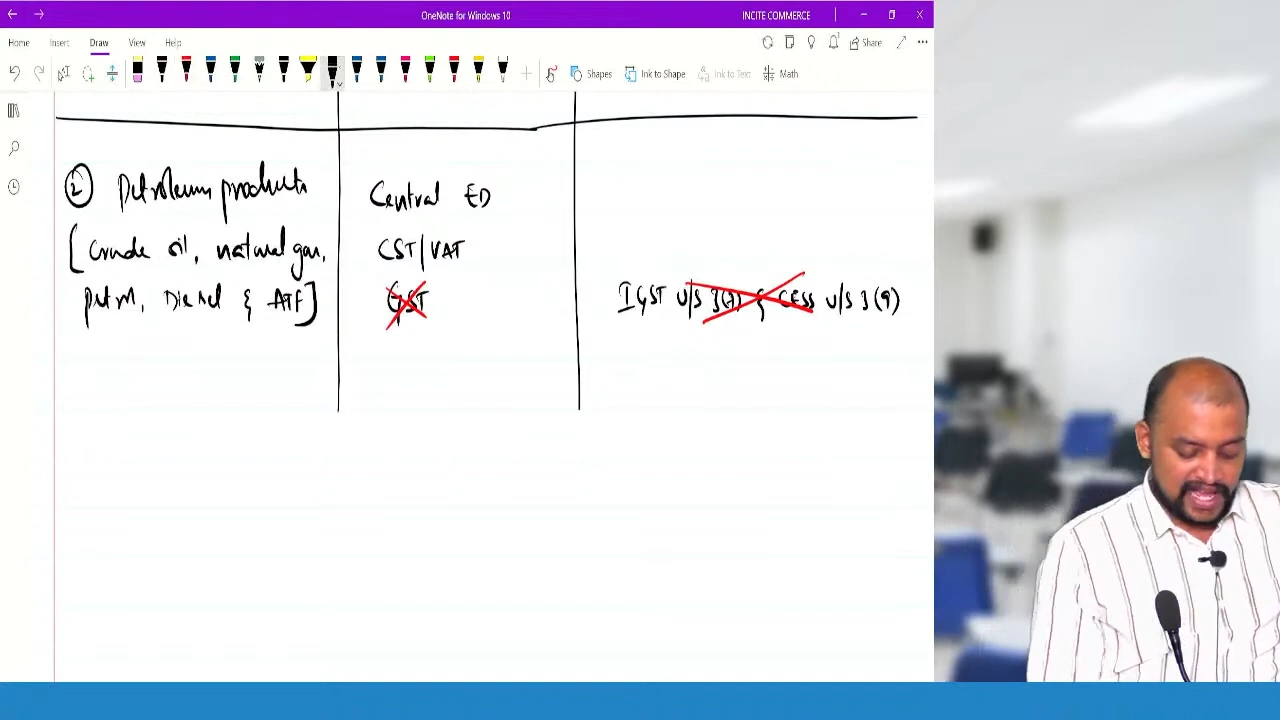 OneNote for Windows 10
INCITE COMMERCE
Home Insert Draw View Help
Share
Shapes
Ink to Shape
Ink to Text
Math
② Petroleum products
[crude oil, natural gas,
petrol, Diesel & ATF]
Central ED
CST/VAT
GST
IGST U/S 3(7) & CESS U/S 3(9)